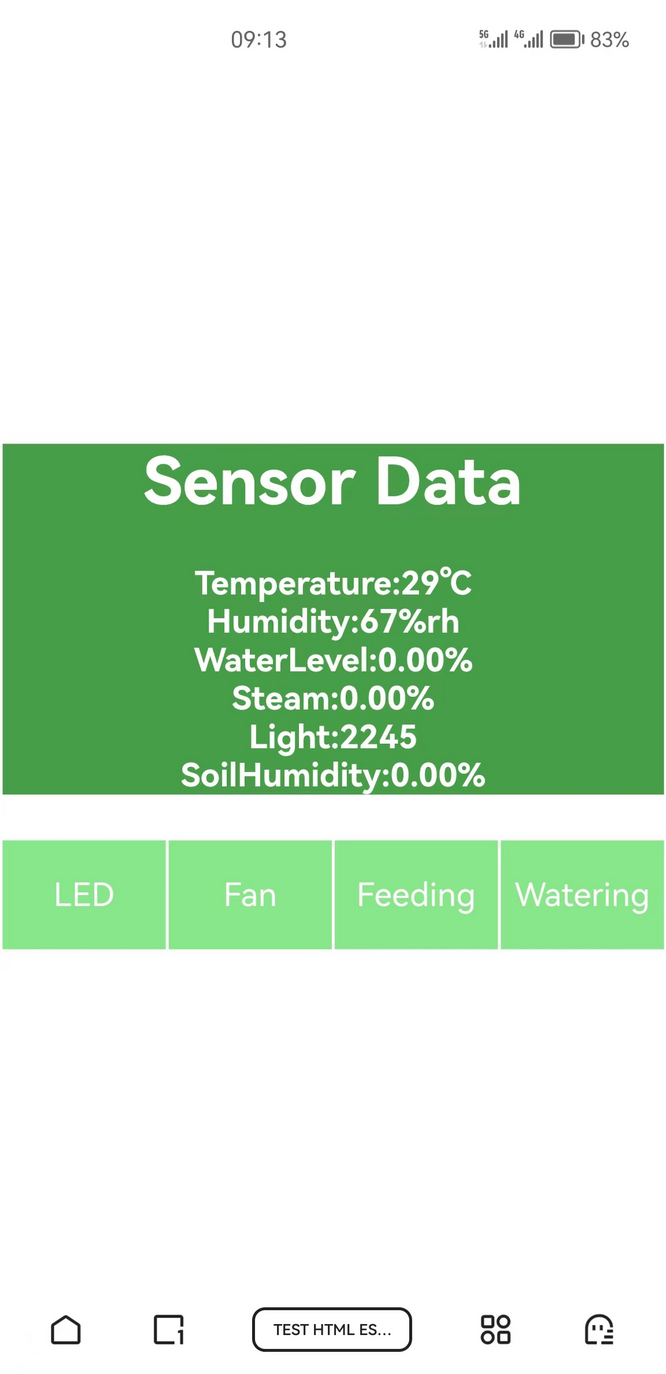 09:13
5G 4G 83%
Sensor Data
Temperature:29℃
Humidity:67%rh
WaterLevel:0.00%
Steam:0.00%
Light:2245
SoilHumidity:0.00%
LED Fan Feeding Watering
1 TEST HTML ES...